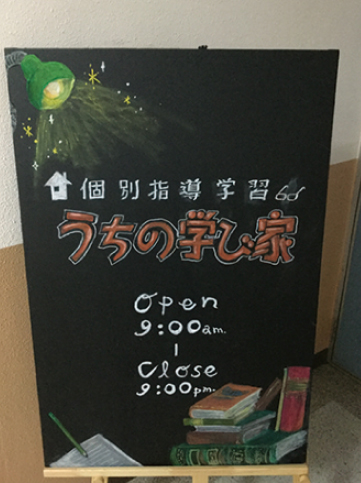 個別指導学習
うちの学び家
Open
9:00am.
|
Close
9:00pm.